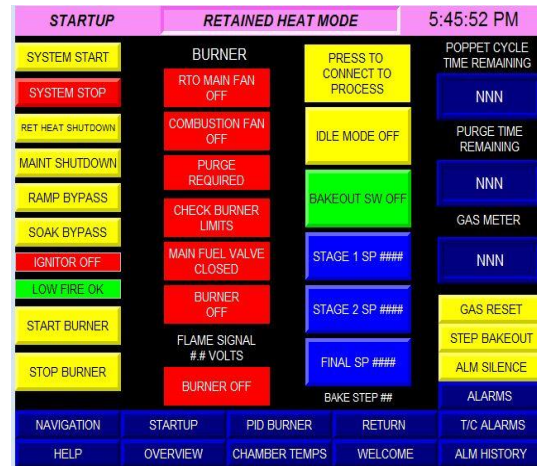 STARTUP
RETAINED HEAT MODE
5:45:52 PM
SYSTEM START
SYSTEM STOP
RET HEAT SHUTDOWN
MAINT SHUTDOWN
RAMP BYPASS
SOAK BYPASS
IGNITOR OFF
LOW FIRE OK
START BURNER
STOP BURNER
BURNER
RTO MAIN FAN
OFF
COMBUSTION FAN
OFF
PURGE
REQUIRED
CHECK BURNER
LIMITS
MAIN FUEL VALVE
CLOSED
BURNER
OFF
FLAME SIGNAL
#.# VOLTS
BURNER OFF
PRESS TO
CONNECT TO
PROCESS
IDLE MODE OFF
BAKEOUT SW OFF
STAGE 1 SP ####
STAGE 2 SP ####
FINAL SP ####
BAKE STEP ##
POPPET CYCLE
TIME REMAINING
NNN
PURGE TIME
REMAINING
NNN
GAS METER
NNN
GAS RESET
STEP BAKEOUT
ALM SILENCE
ALARMS
NAVIGATION
STARTUP
PID BURNER
RETURN
T/C ALARMS
HELP
OVERVIEW
CHAMBER TEMPS
WELCOME
ALM HISTORY